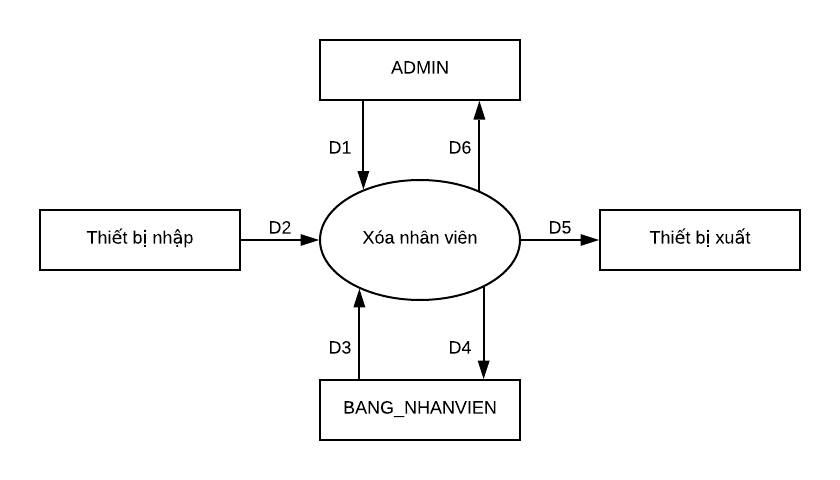 ADMIN
D1
D6
Thiết bị nhập
D2
Xóa nhân viên
D5
Thiết bị xuất
D3
D4
BANG_NHANVIEN